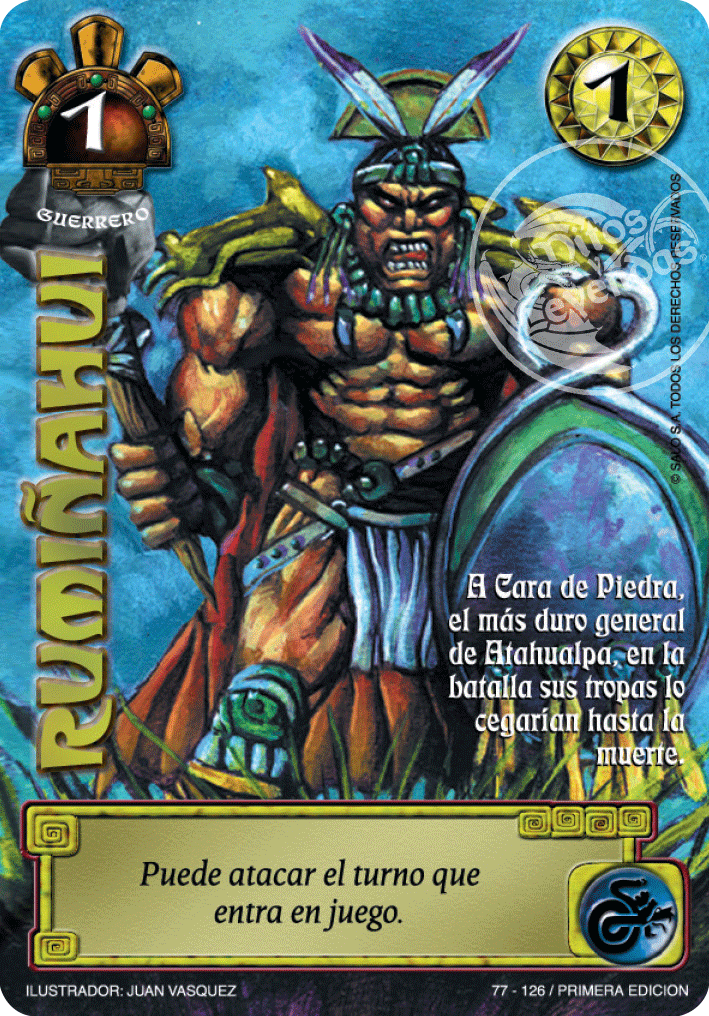 1
1
GUERRERO
Mitos
y
Leyendas
© SALO S.A. TODOS LOS DERECHOS RESERVADOS
RUMIÑAHUI
A Cara de Piedra,
el más duro general
de Atahualpa, en la
batalla sus tropas lo
cegarían hasta la
muerte.
Puede atacar el turno que
entra en juego.
ILUSTRADOR: JUAN VASQUEZ
77 - 126 / PRIMERA EDICION